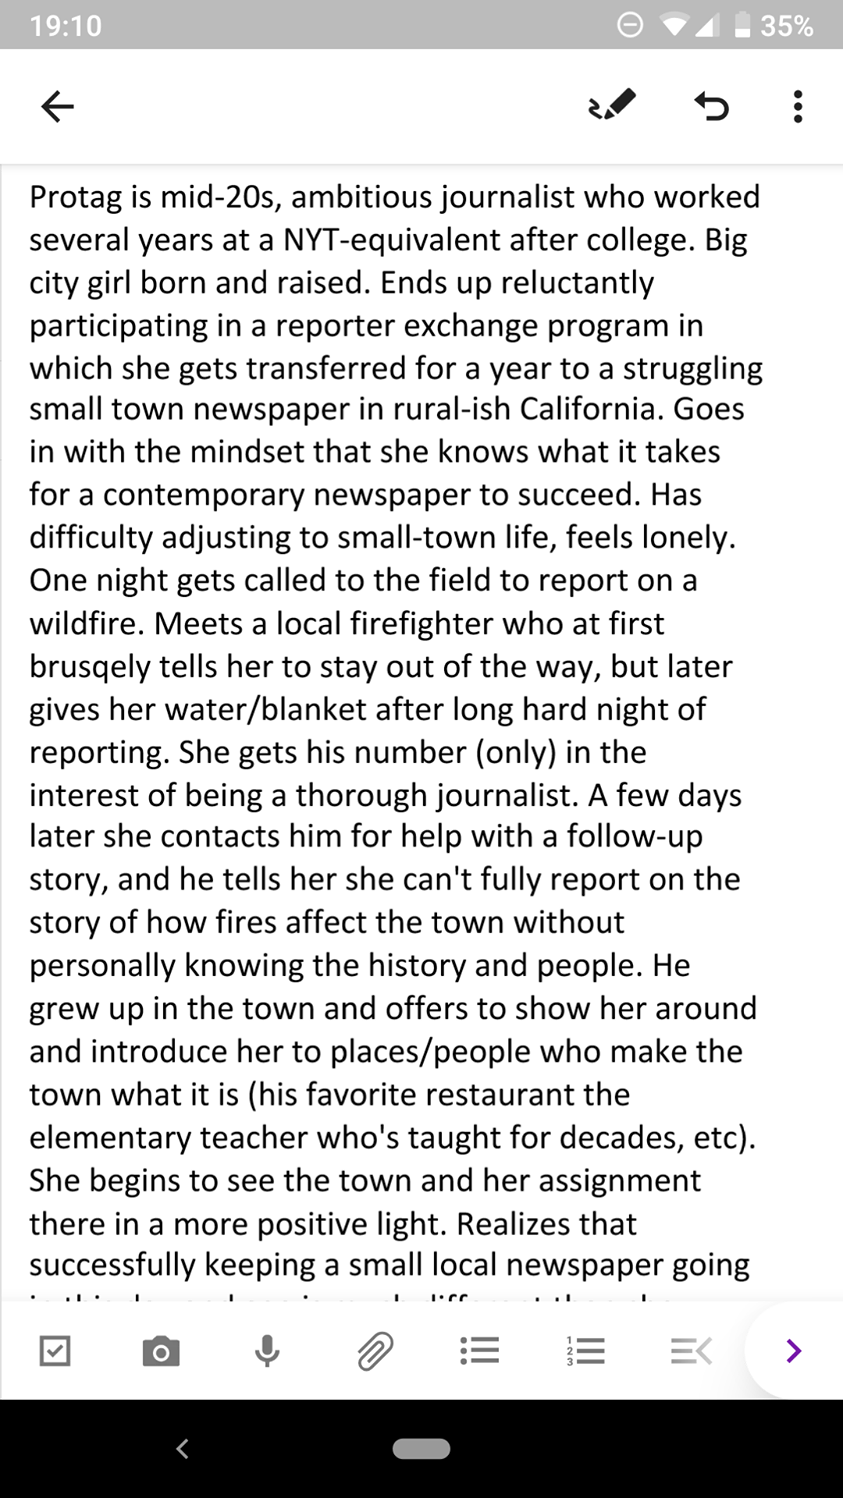 19:10
35%
Protag is mid-20s, ambitious journalist who worked
several years at a NYT-equivalent after college. Big
city girl born and raised. Ends up reluctantly
participating in a reporter exchange program in
which she gets transferred for a year to a struggling
small town newspaper in rural-ish California. Goes
in with the mindset that she knows what it takes
for a contemporary newspaper to succeed. Has
difficulty adjusting to small-town life, feels lonely.
One night gets called to the field to report on a
wildfire. Meets a local firefighter who at first
brusqely tells her to stay out of the way, but later
gives her water/blanket after long hard night of
reporting. She gets his number (only) in the
interest of being a thorough journalist. A few days
later she contacts him for help with a follow-up
story, and he tells her she can't fully report on the
story of how fires affect the town without
personally knowing the history and people. He
grew up in the town and offers to show her around
and introduce her to places/people who make the
town what it is (his favorite restaurant the
elementary teacher who's taught for decades, etc).
She begins to see the town and her assignment
there in a more positive light. Realizes that
successfully keeping a small local newspaper going